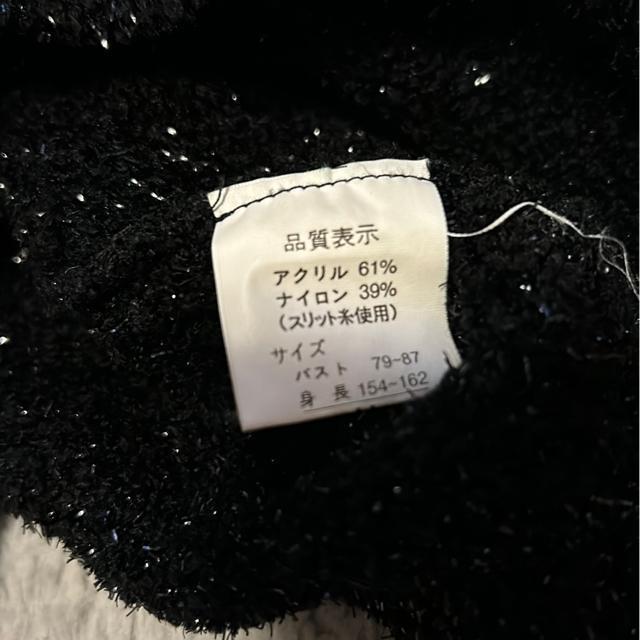 品質表示
アクリル 61%
ナイロン 39%
(スリット糸使用)
サイズ
バスト 79-87
身長 154-162